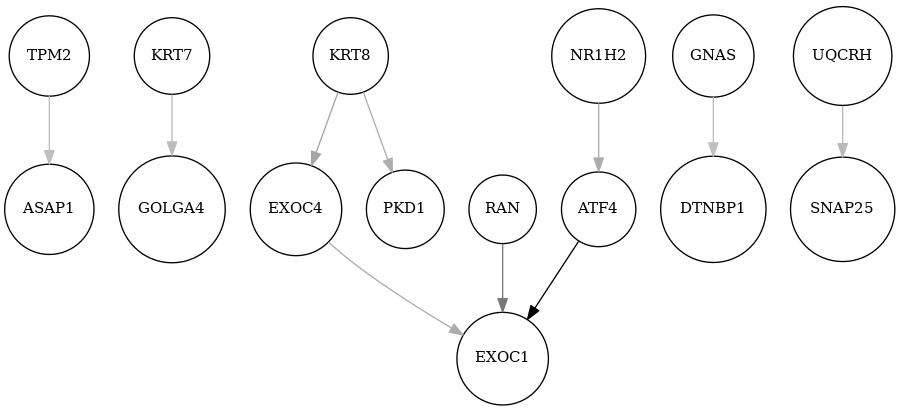 TPM2
KRT7
KRT8
NR1H2
GNAS
UQCRH
ASAP1
GOLGA4
EXOC4
PKD1
RAN
ATF4
DTNBP1
SNAP25
EXOC1